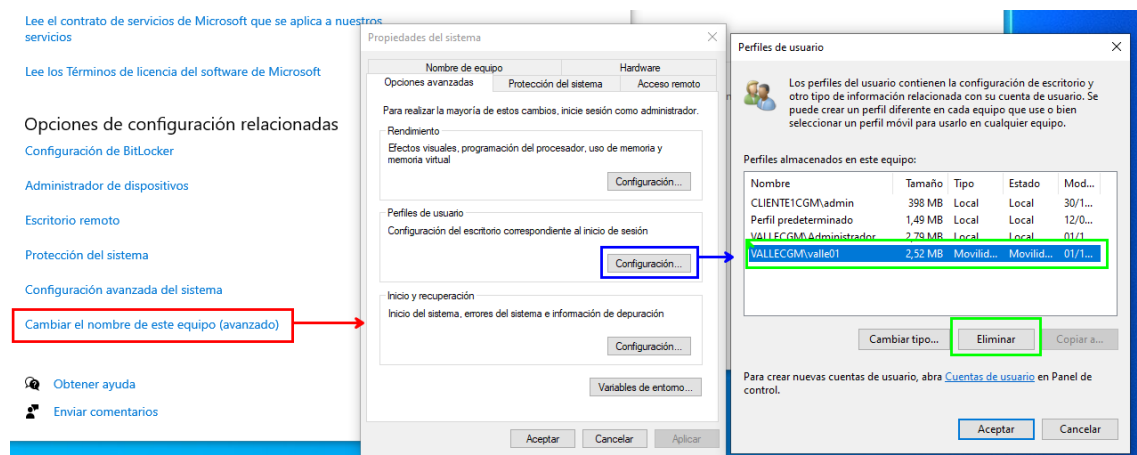 Lee el contrato de servicios de Microsoft que se aplica a nuestros
servicios
Lee los Términos de licencia del software de Microsoft
Opciones de configuración relacionadas
Configuración de BitLocker
Administrador de dispositivos
Escritorio remoto
Protección del sistema
Configuración avanzada del sistema
Cambiar el nombre de este equipo (avanzado)
Obtener ayuda
Enviar comentarios
Propiedades del sistema
Nombre de equipo Hardware
Opciones avanzadas Protección del sistema Acceso remoto
Para realizar la mayoría de estos cambios, inicie sesión como administrador.
Rendimiento
Efectos visuales, programación del procesador, uso de memoria y
memoria virtual
Configuración...
Perfiles de usuario
Configuración del escritorio correspondiente al inicio de
sesión
Configuración...
Inicio y recuperación
Inicio del sistema, errores del sistema e información de depuración
Configuración...
Variables de entorno...
Aceptar Cancelar Aplicar
Perfiles de usuario
Los perfiles del usuario contienen la configuración de escritorio y
otro tipo de información relacionada con su cuenta de usuario. Se
puede crear un perfil diferente en cada equipo que use o bien
seleccionar un perfil móvil para usarlo en cualquier equipo.
Perfiles almacenados en este equipo:
Nombre Tamaño Tipo Estado Mod...
CLIENTE1CGM\admin 398 MB Local Local 30/1...
Perfil predeterminado 1,49 MB Local Local 12/0...
VALLECGM\Administrador 2,79 MB Local Local 01/1...
VALLECGM\valle01 2,52 MB Movilid... Movilid... 01/1...
Cambiar tipo... Eliminar Copiar a...
Para crear nuevas cuentas de usuario, abra Cuentas de usuario en Panel de
control.
Aceptar Cancelar